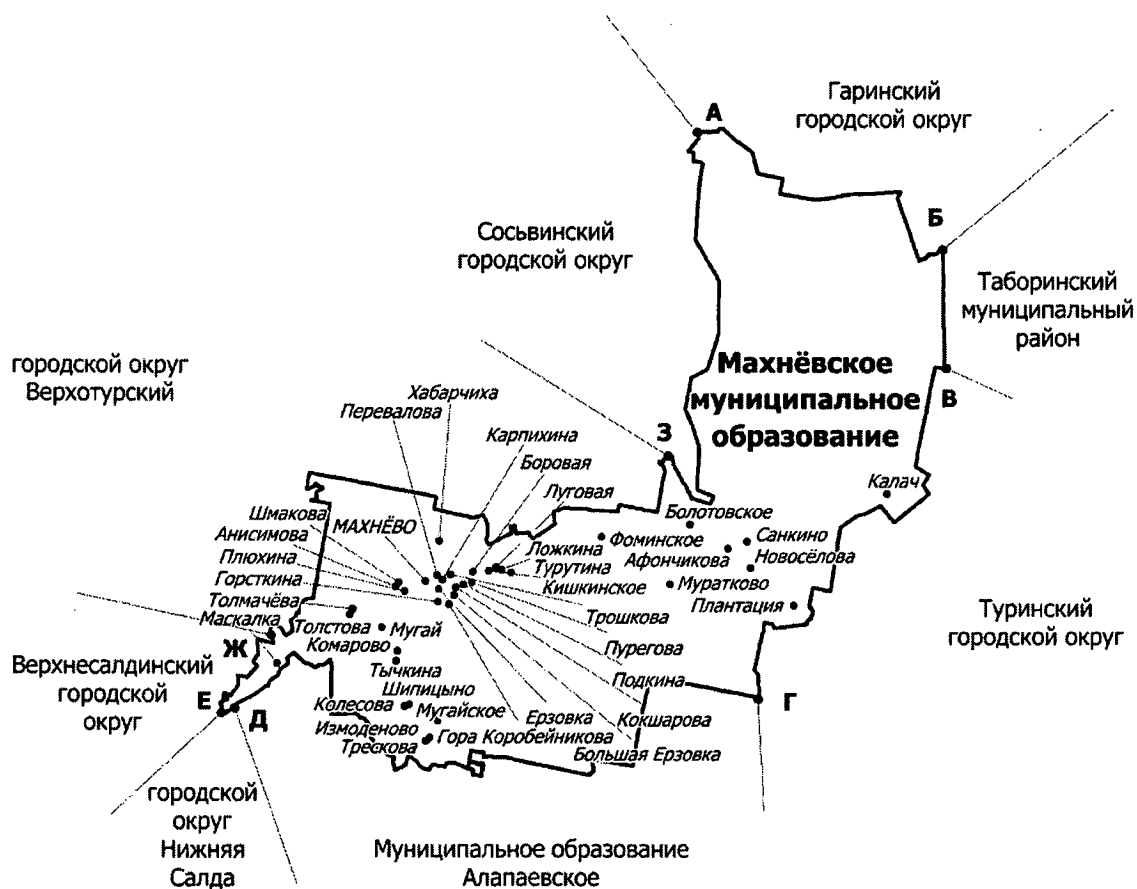 А
Гаринский
городской округ
Б
Сосьвинский
городской округ
Таборинский
муниципальный
район
городской округ
Верхотурский
Махнёвское
муниципальное
образование
В
Хабарчиха
Перевалова
Карпихина
З
Боровая
Луговая
Калач
Шмакова
МАХНЁВО
Болотовское
Анисимова
Ложкина
Фоминское
Санкино
Плюхина
Турутина
Афончикова
Новосёлова
Горсткина
Кишкинское
Муратково
Толмачёва
Трошкова
Плантация
Маскалка
Толстова
Мугай
Туринский
городской округ
Ж
Комарово
Пурегова
Верхнесалдинский
городской
округ
Тычкина
Подкина
Е
Д
Шипицыно
Г
Колесова
Мугайское
Ерзовка
Кокшарова
Измоденово
Гора Коробейникова
Трескова
Большая Ерзовка
городской
округ
Нижняя
Салда
Муниципальное образование
Алапаевское